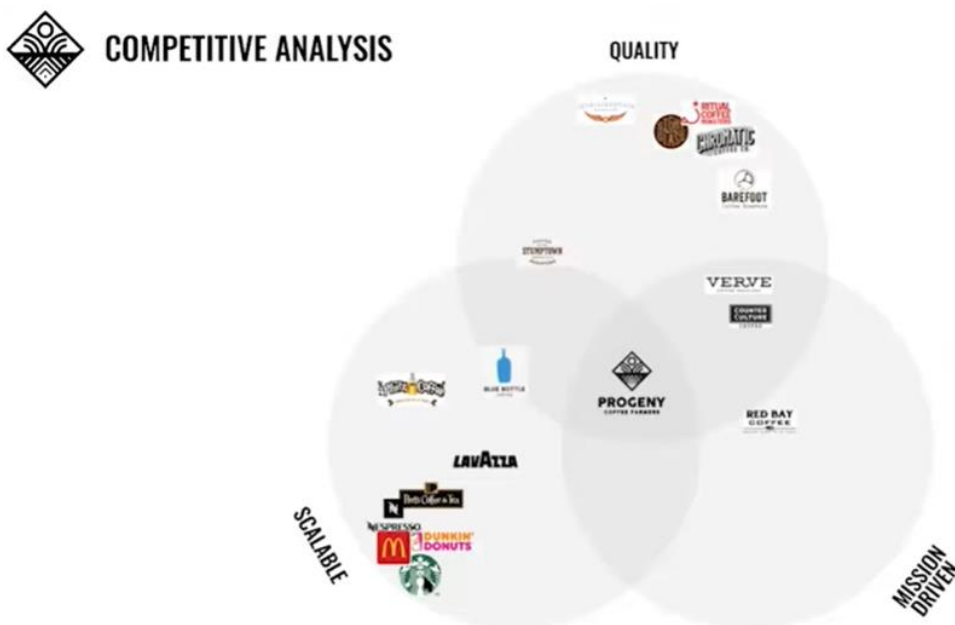 COMPETITIVE ANALYSIS
QUALITY
RITUAL
COFFEE
ROASTERS
CHROMATIC
BAREFOOT
STUMPTOWN
VERVE
COUNTER
CULTURE
COFFEE
BLUE BOTTLE
PROGENY
COFFEE FARMERS
RED BAY
COFFEE
LAVAZZA
Peet's Coffee & Tea
N
NESPRESSO
DUNKIN'
DONUTS
SCALABLE
MISSION
DRIVEN